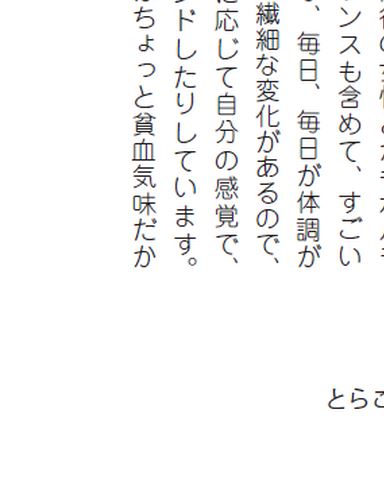 ンスも含めて、すごい
、毎日、毎日が体調が
繊細な変化があるので、
に応じて自分の感覚で、
ドしたりしています。
ちょっと貧血気味だか
とらこ